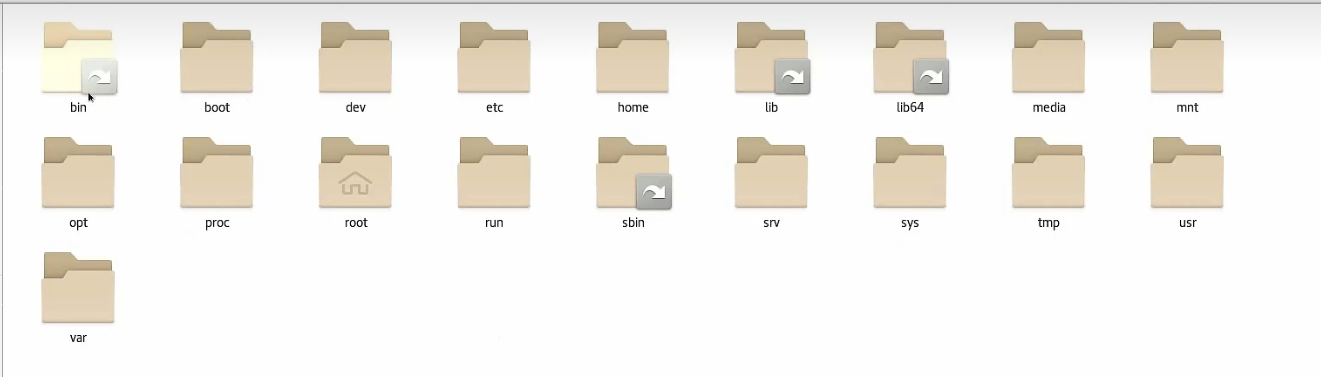 bin boot dev etc home lib lib64 media mnt
opt proc root run sbin srv sys tmp usr
var